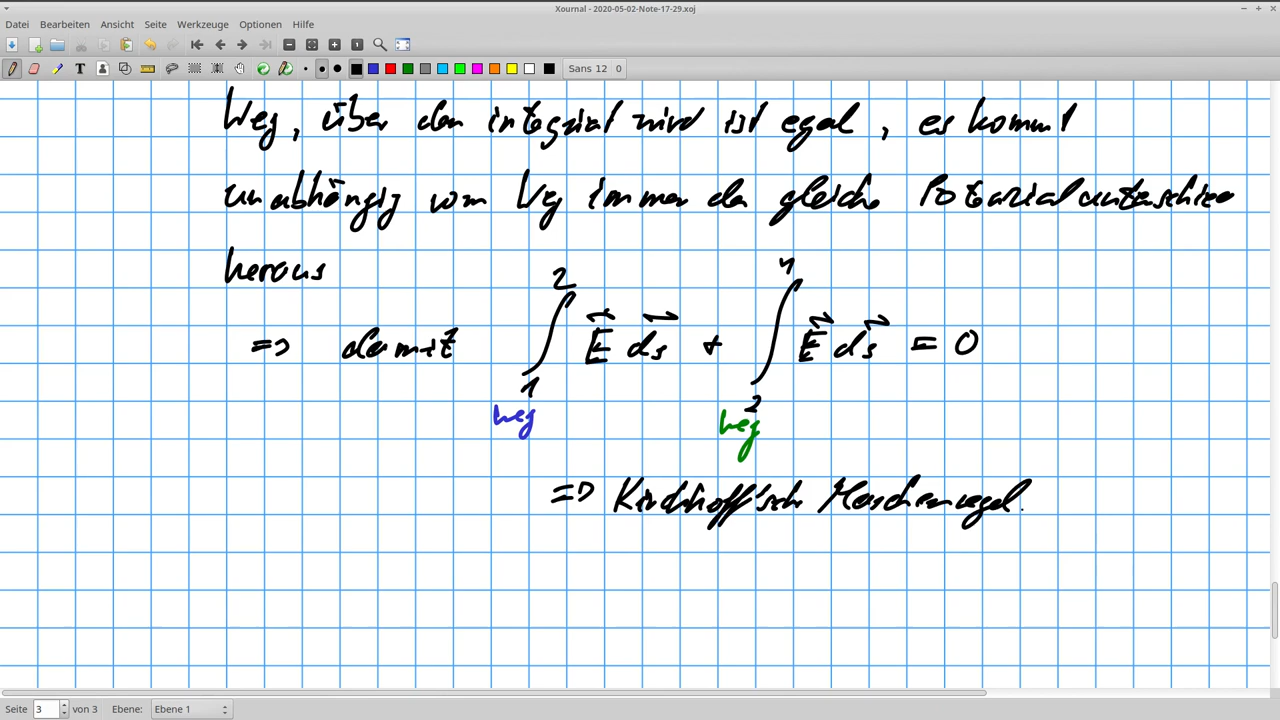 Xournal - 2020-05-02-Note-17-29.xoj
Datei Bearbeiten Ansicht Seite Werkzeuge Optionen Hilfe
Sans 12 0
Weg, über den integriert wird ist egal, es kommt
unabhängig vom Weg immer der gleiche Potenzialunterschied
heraus
=> damit ∫₁² E⃗ ds⃗ + ∫₂¹ E⃗ ds⃗ = 0
Weg Weg
=> Kirchhoff'sche Maschenregel.
Seite 3 von 3 Ebene: Ebene 1